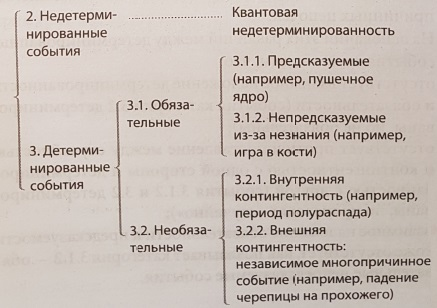 2. Недетерми-
нированные
события
Квантовая
недетерминированность
3. Детерми-
нированные
события
3.1. Обяза-
тельные
3.1.1. Предсказуемые
(например, пушечное
ядро)
3.1.2. Непредсказуемые
из-за незнания (например,
игра в кости)
3.2. Необяза-
тельные
3.2.1. Внутренняя
контингентность (например,
период полураспада)
3.2.2. Внешняя
контингентность:
независимое многопричинное
событие (например, падение
черепицы на прохожего)